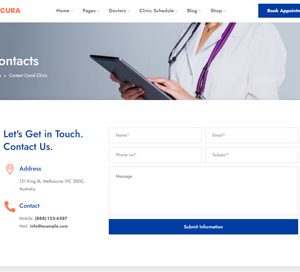 CURA
Home Pages Doctors Clinic Schedule Blog Shop
Book Appointme
ontacts
Contact Coral Clinic
Let's Get in Touch.
Contact Us.
Name*
Email*
Phone no*
Subject*
Message
Address
121 King St, Melbourne VIC 3000,
Australia
Contact
Mobile: (888)-123-4587
Mail: info@example.com
Submit Information